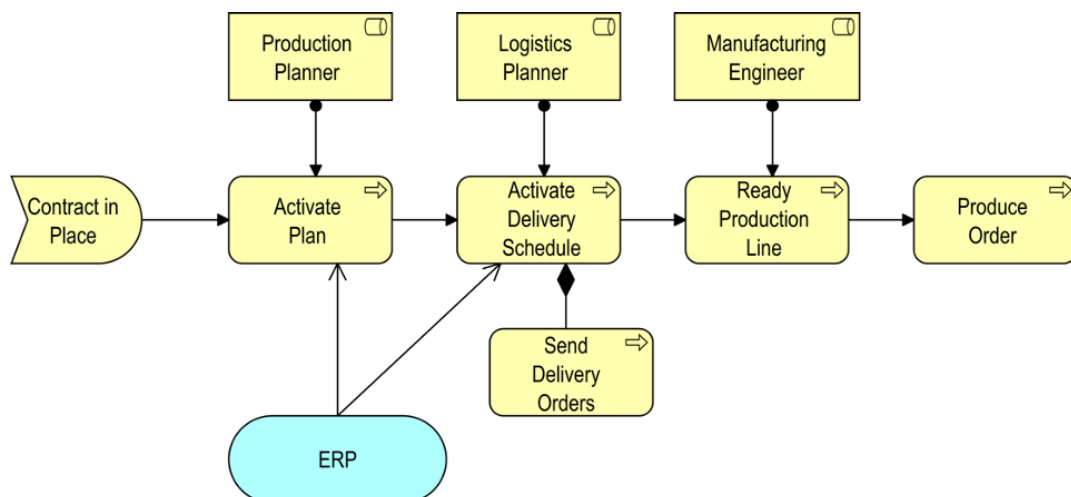 Production
Planner
Logistics
Planner
Manufacturing
Engineer
Contract in
Place
Activate
Plan
Activate
Delivery
Schedule
Ready
Production
Line
Produce
Order
Send
Delivery
Orders
ERP